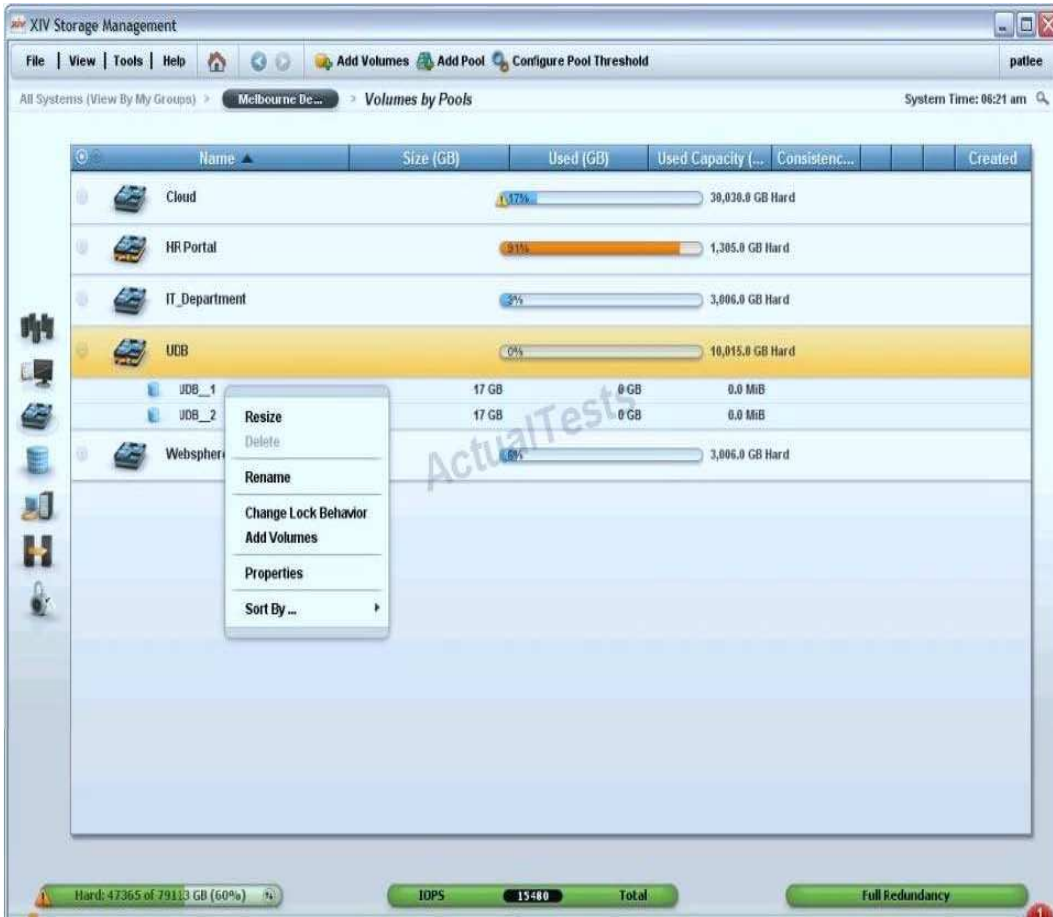 XIV Storage Management
File | View | Tools | Help Add Volumes Add Pool Configure Pool Threshold patlee
All Systems (View By My Groups) > Melbourne De... > Volumes by Pools System Time: 06:21 am
Name Size (GB) Used (GB) Used Capacity (... Consistenc... Created
Cloud 17% 30,030.0 GB Hard
HR Portal 91% 1,305.0 GB Hard
IT_Department 3% 3,006.0 GB Hard
UDB 0% 10,015.0 GB Hard
UDB_1 17 GB 0 GB 0.0 MiB
UDB_2 17 GB 0 GB 0.0 MiB
6% 3,006.0 GB Hard
Resize
Delete
Rename
Change Lock Behavior
Add Volumes
Properties
Sort By ...
ActualTests
Hard: 47365 of 79113 GB (60%) IOPS 15480 Total Full Redundancy
1